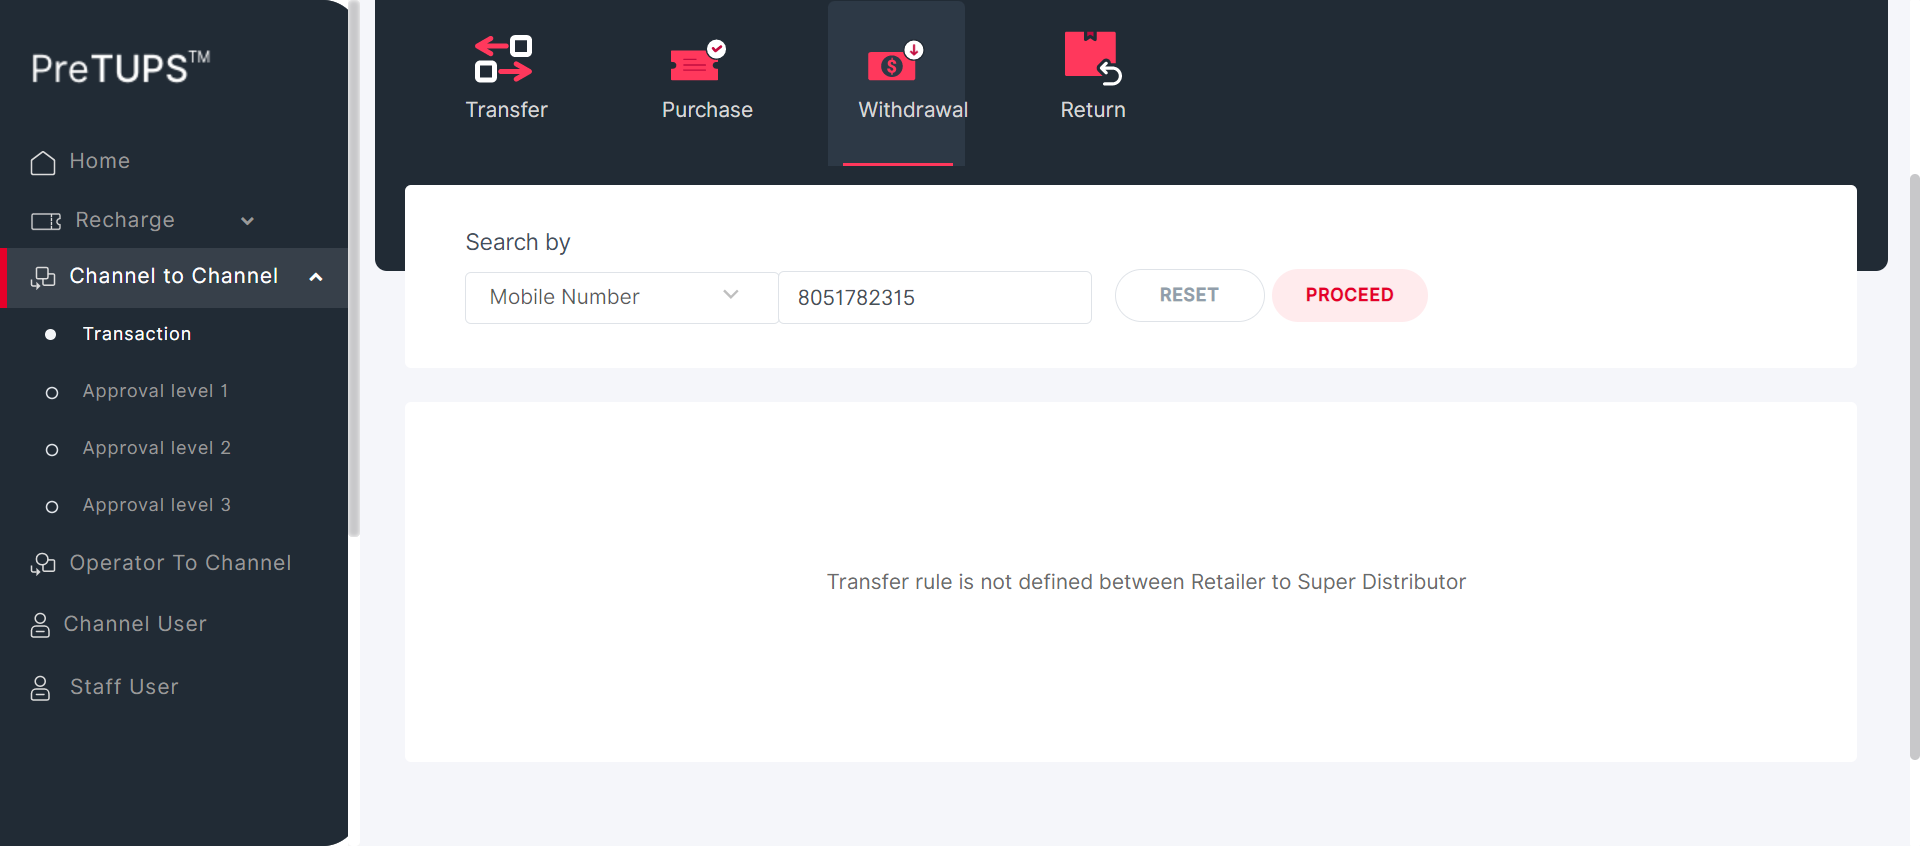 PreTUPS™
Home
Recharge
Channel to Channel
Transaction
Approval level 1
Approval level 2
Approval level 3
Operator To Channel
Channel User
Staff User
Transfer
Purchase
Withdrawal
Return
Search by
Mobile Number
8051782315
RESET
PROCEED
Transfer rule is not defined between Retailer to Super Distributor